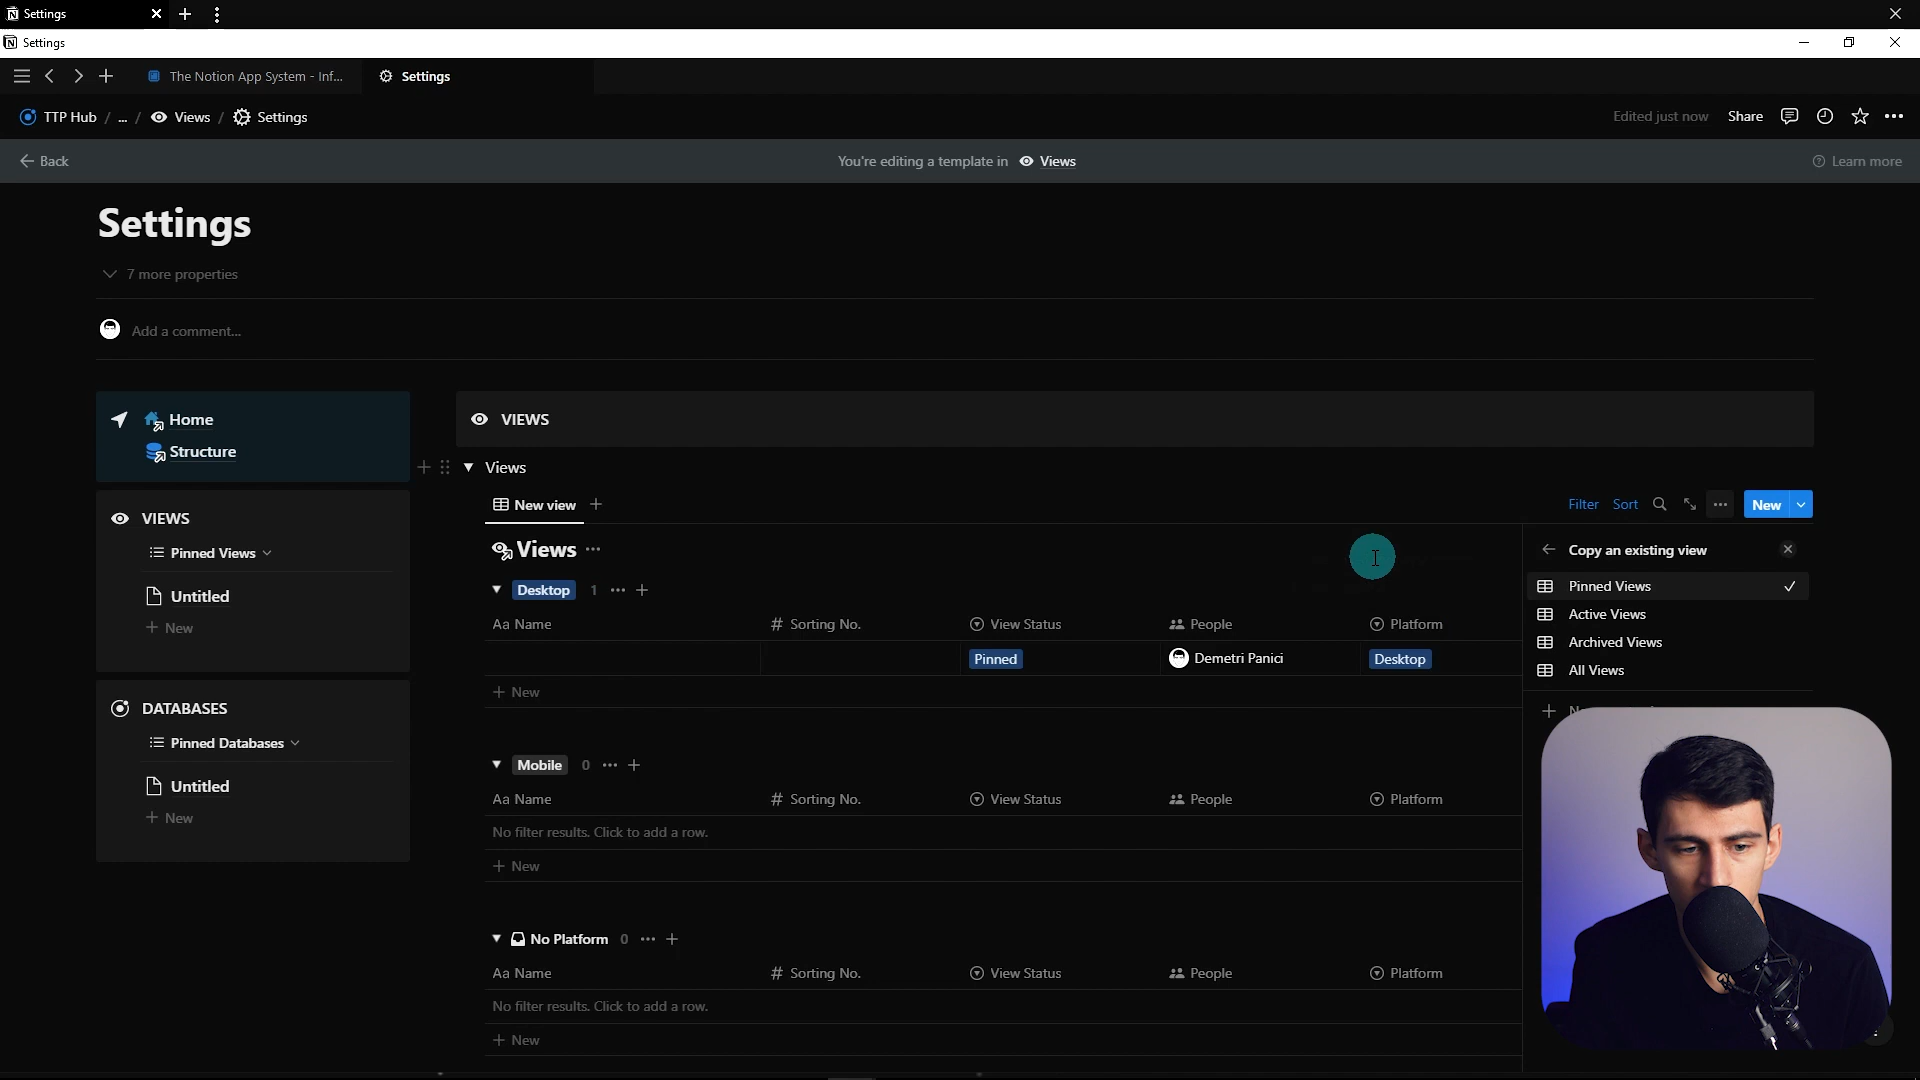 Settings
Settings
The Notion App System - Inf...
Settings
TTP Hub / ... / Views / Settings
Edited just now
Share
Back
You're editing a template in Views
Learn more
Settings
7 more properties
Add a comment...
Home
Structure
VIEWS
Pinned Views
Untitled
+ New
DATABASES
Pinned Databases
Untitled
+ New
VIEWS
Views
New view
Filter
Sort
New
Views
Desktop 1
Aa Name
# Sorting No.
View Status
People
Platform
Pinned
Demetri Panici
Desktop
+ New
Mobile 0
Aa Name
# Sorting No.
View Status
People
Platform
No filter results. Click to add a row.
+ New
No Platform 0
Aa Name
# Sorting No.
View Status
People
Platform
No filter results. Click to add a row.
+ New
Copy an existing view
Pinned Views
Active Views
Archived Views
All Views